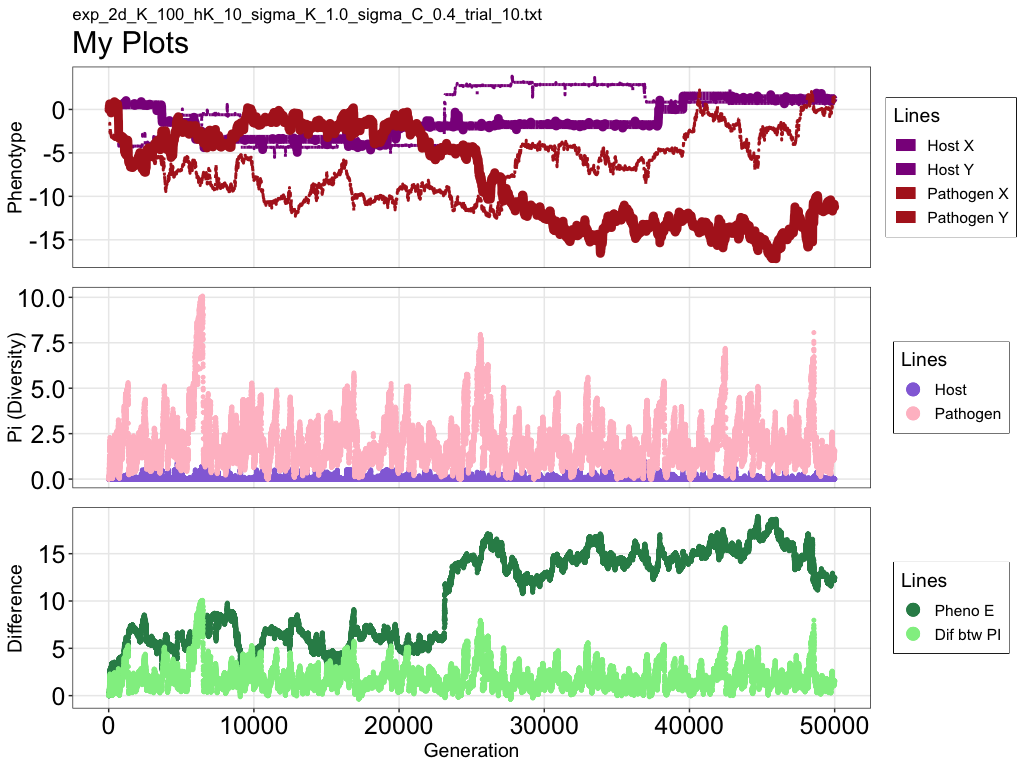 exp_2d_K_100_hK_10_sigma_K_1.0_sigma_C_0.4_trial_10.txt
My Plots
Phenotype
0
-5
-10
-15
Lines
Host X
Host Y
Pathogen X
Pathogen Y
Pi (Diversity)
10.0
7.5
5.0
2.5
0.0
Lines
Host
Pathogen
Difference
15
10
5
0
Lines
Pheno E
Dif btw PI
0 10000 20000 30000 40000 50000
Generation